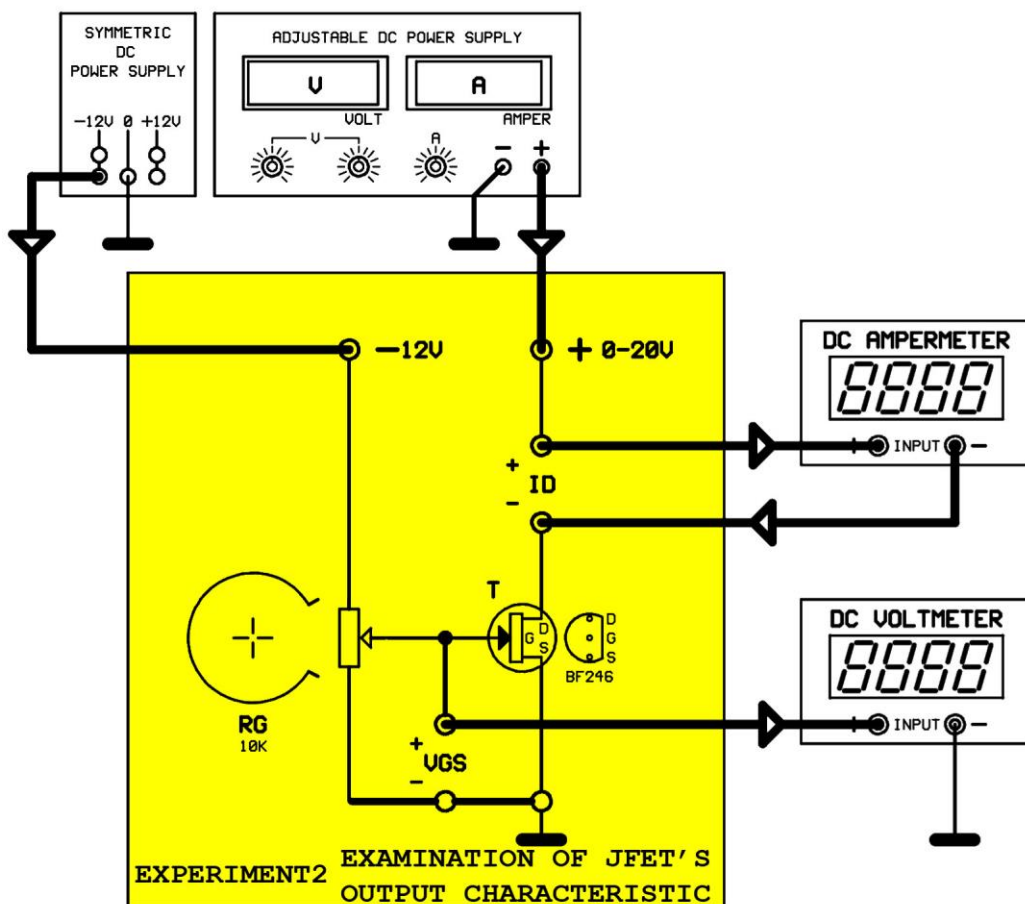 SYMMETRIC
DC
POWER SUPPLY
-12V 0 +12V
ADJUSTABLE DC POWER SUPPLY
V
A
VOLT
AMPER
V
A
- +
-12V
+ 0-20V
DC AMPERMETER
8888
+ INPUT -
+
ID
-
T
D
G
S
D
G
S
BF246
RG
10K
DC VOLTMETER
8888
+ INPUT -
+
VGS
-
EXPERIMENT2
EXAMINATION OF JFET'S
OUTPUT CHARACTERISTIC